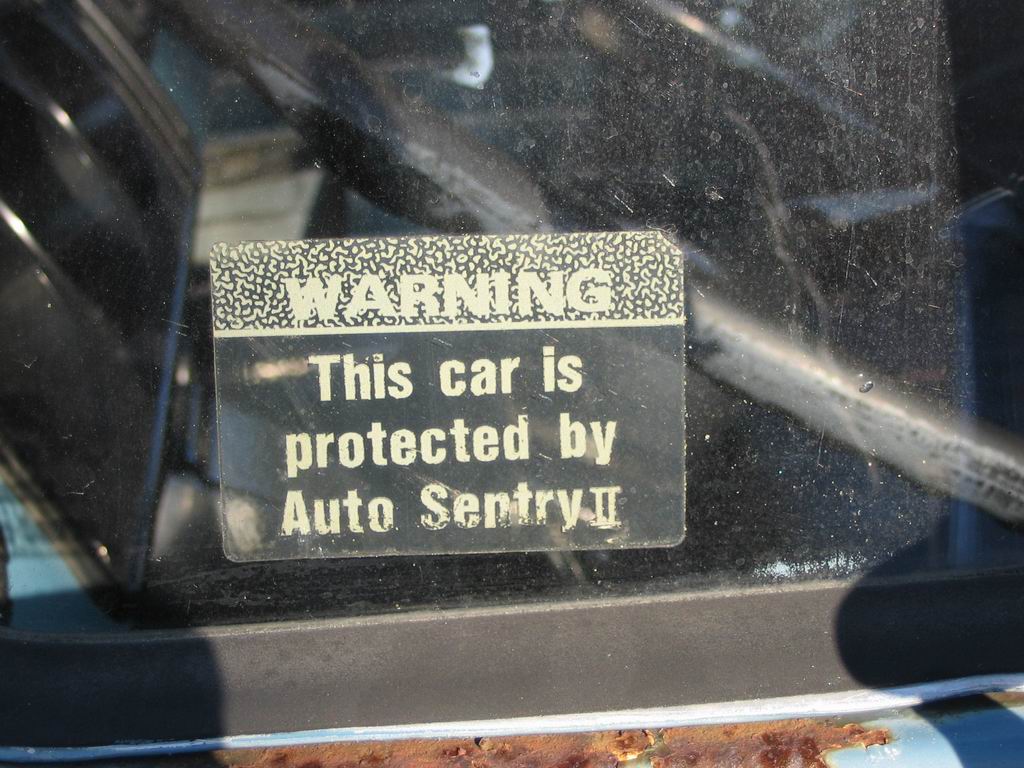 WARNING
This car is
protected by
Auto Sentry II